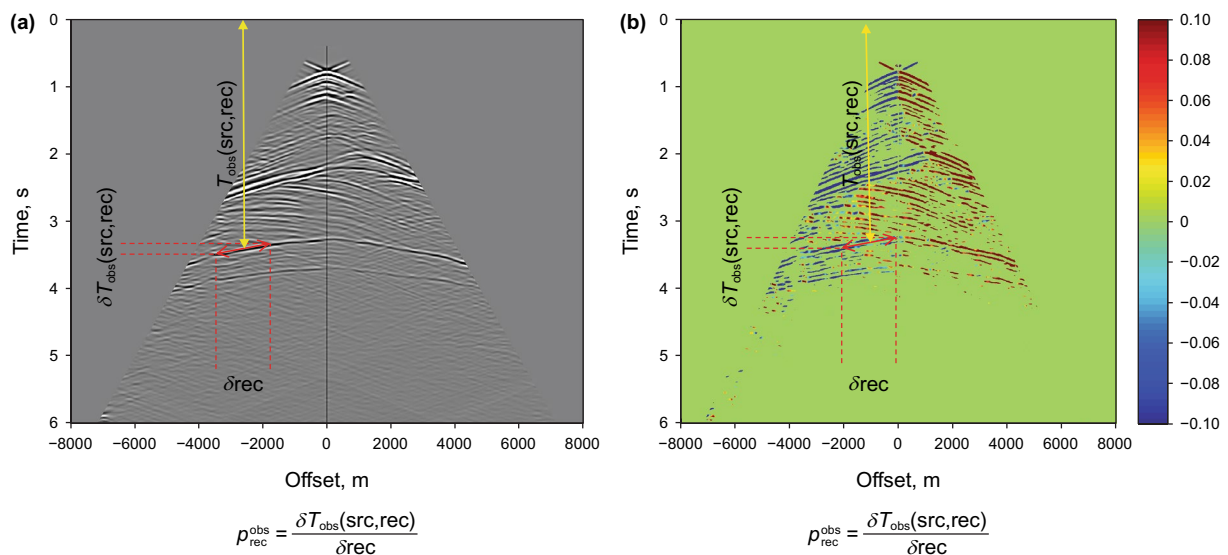 (a)
0
1
2
3
4
5
6
Time, s
T_obs(src,rec)
δT_obs(src,rec)
δrec
−8000 −6000 −4000 −2000 0 2000 4000 6000 8000
Offset, m
p_rec^obs = δT_obs(src,rec) / δrec
(b)
0
1
2
3
4
5
6
Time, s
T_obs(src,rec)
δT_obs(src,rec)
δrec
−8000 −6000 −4000 −2000 0 2000 4000 6000 8000
Offset, m
0.10
0.08
0.06
0.04
0.02
0
−0.02
−0.04
−0.06
−0.08
−0.10
p_rec^obs = δT_obs(src,rec) / δrec